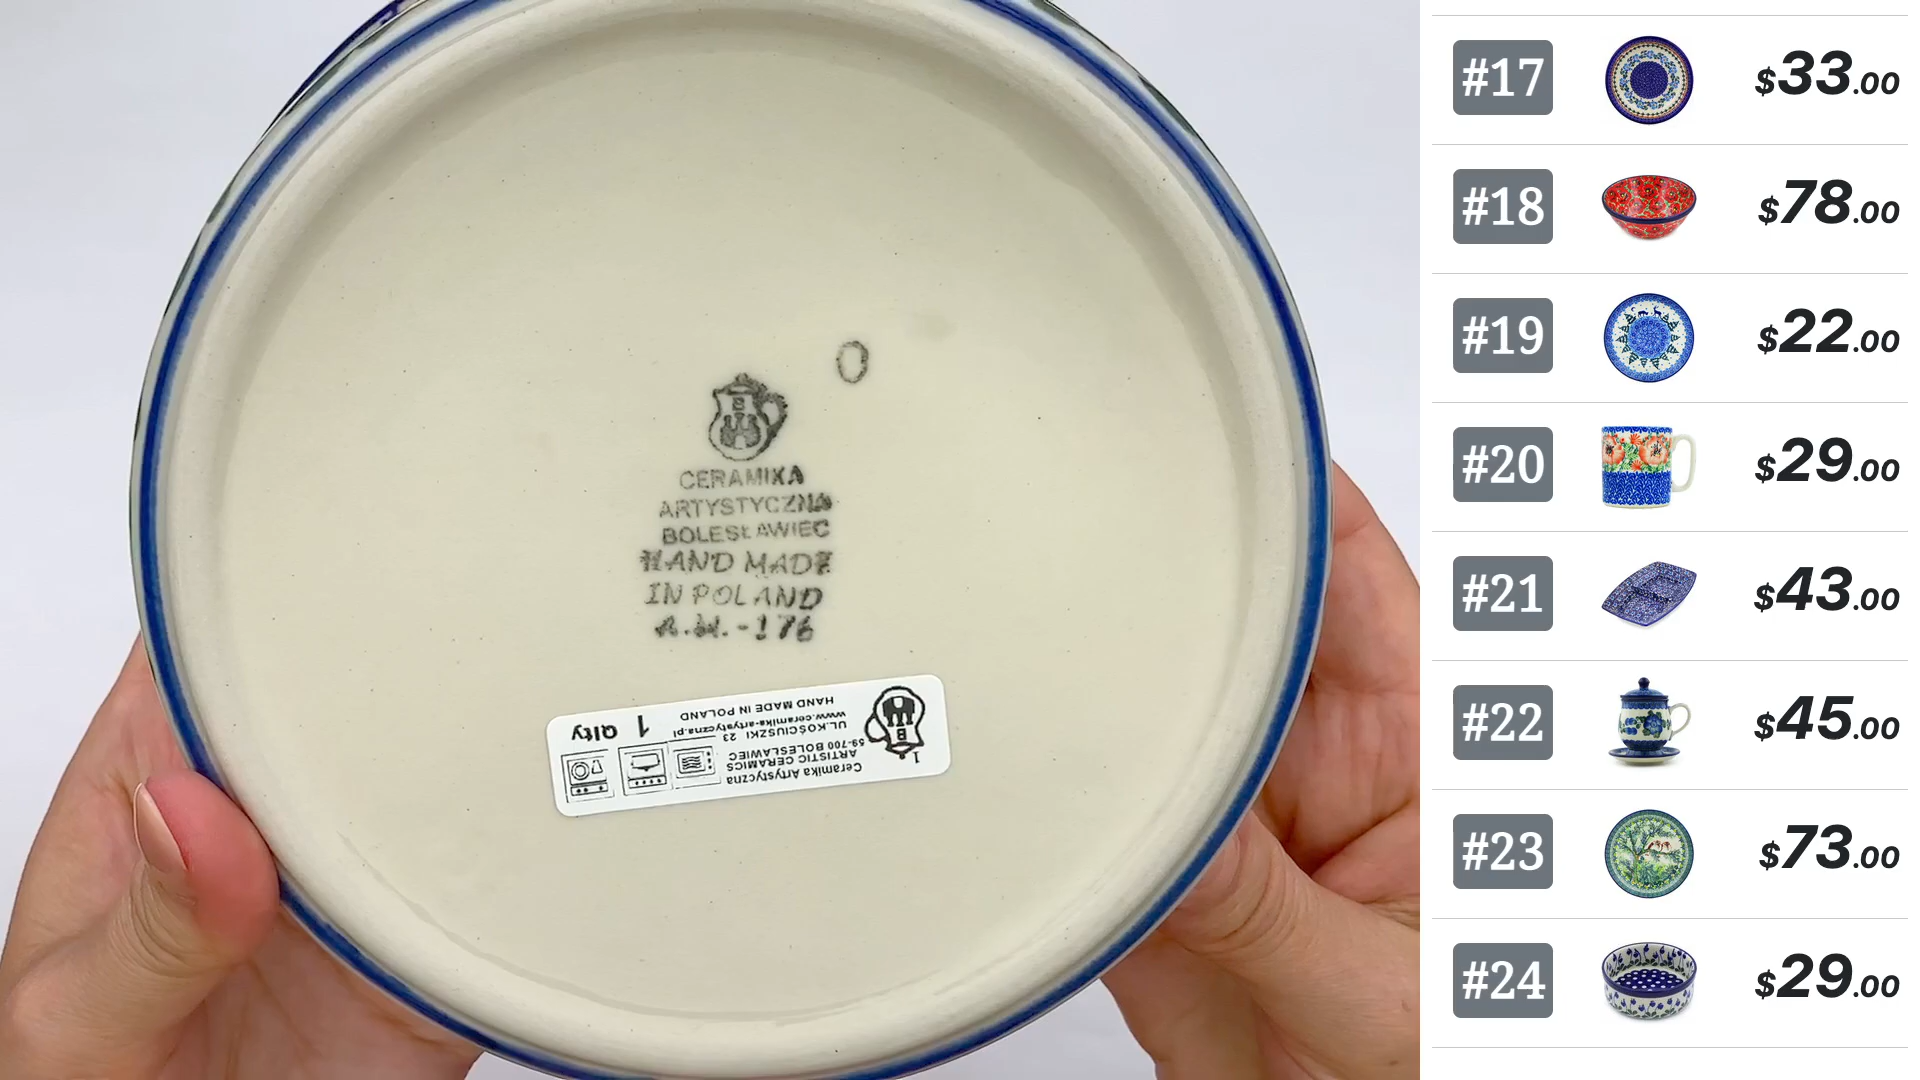 O
CERAMIKA
ARTYSTYCZNA
BOLESŁAWIEC
HAND MADE
IN POLAND
A.W.-176
1.
B
Ceramika Artystyczna
ARTISTIC CERAMICS
59-700 BOLESŁAWIEC
UL.KOŚCIUSZKI 23
www.ceramika-artystyczna.pl
HAND MADE IN POLAND
1 Qlty
#17 $33.00
#18 $78.00
#19 $22.00
#20 $29.00
#21 $43.00
#22 $45.00
#23 $73.00
#24 $29.00